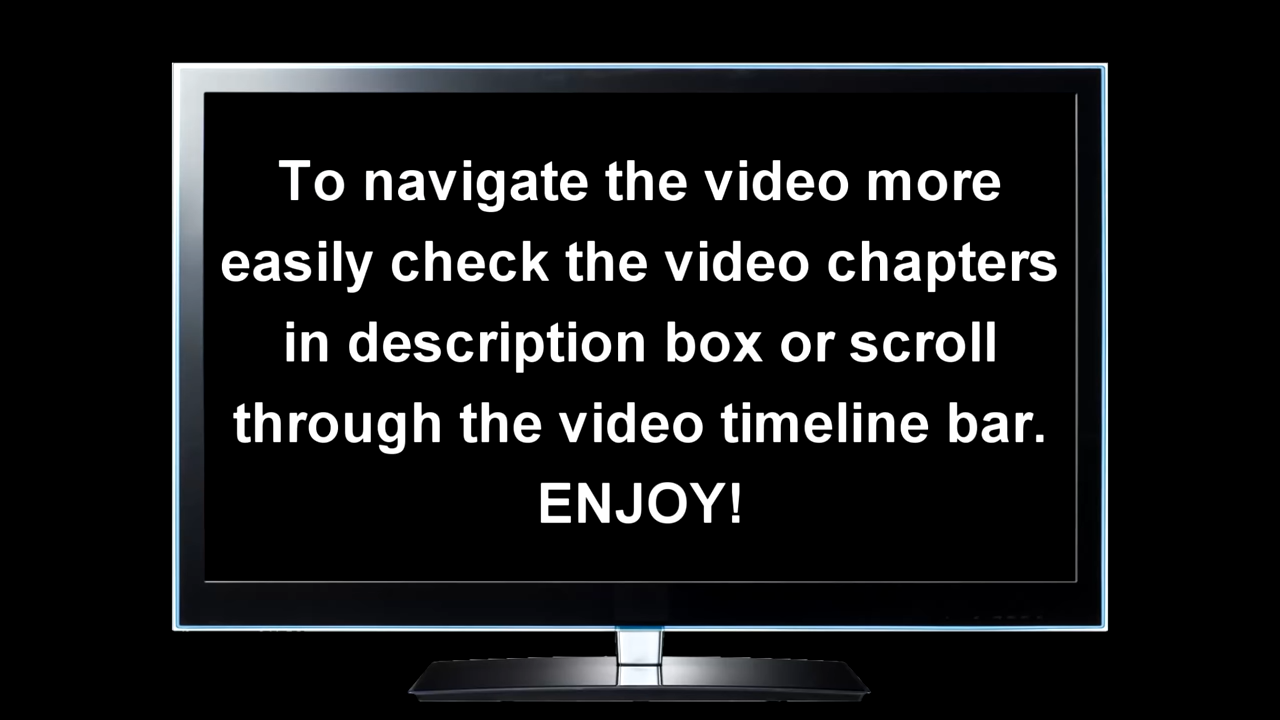 To navigate the video more
easily check the video chapters
in description box or scroll
through the video timeline bar.
ENJOY!